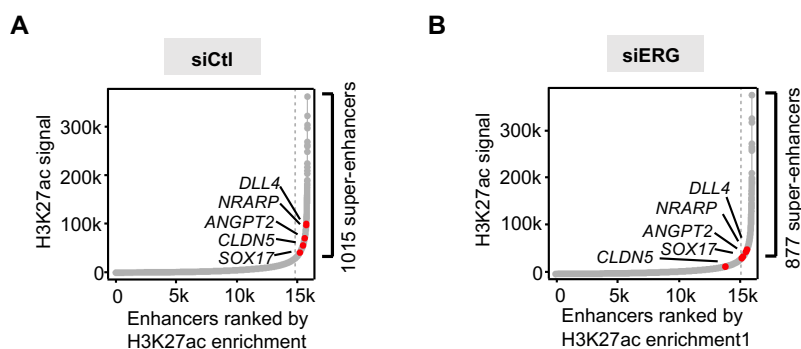 A
siCtl
H3K27ac signal
300k
200k
100k
0
DLL4
NRARP
ANGPT2
CLDN5
SOX17
1015 super-enhancers
0 5k 10k 15k
Enhancers ranked by
H3K27ac enrichment
B
siERG
H3K27ac signal
300k
200k
100k
0
DLL4
NRARP
ANGPT2
SOX17
CLDN5
877 super-enhancers
0 5k 10k 15k
Enhancers ranked by
H3K27ac enrichment1